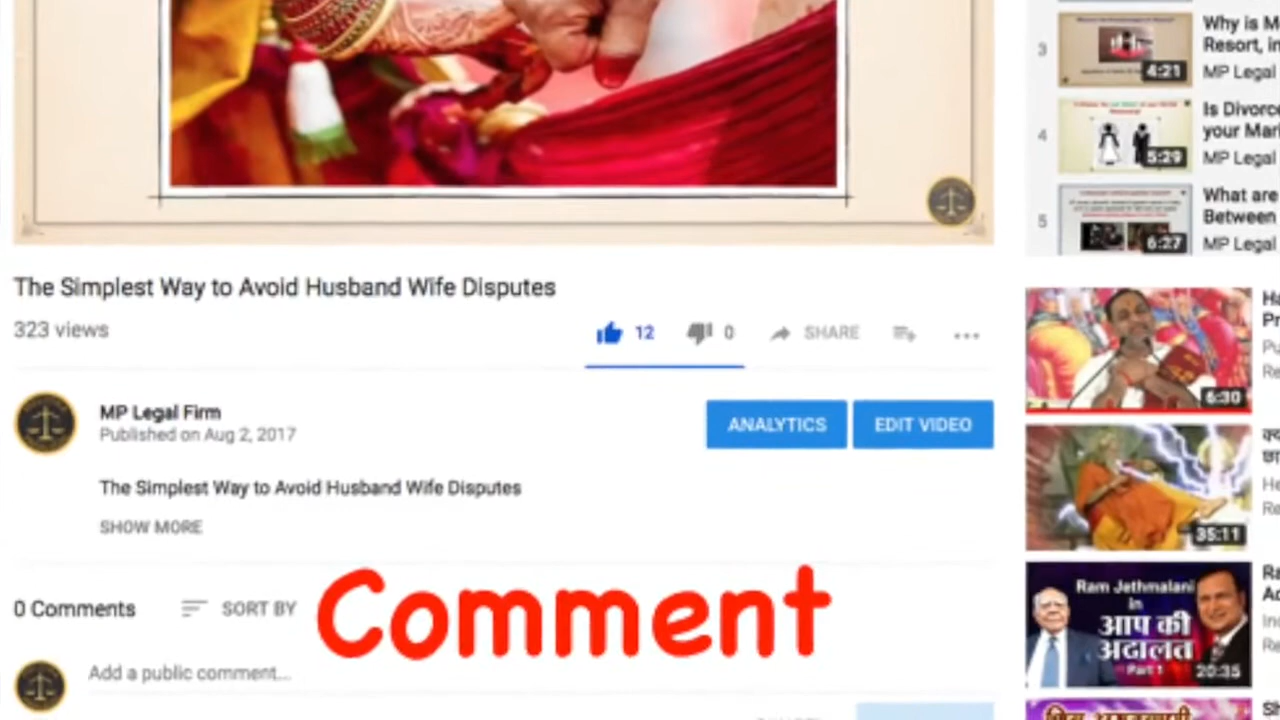 The Simplest Way to Avoid Husband Wife Disputes
323 views
12 0 SHARE
MP Legal Firm
Published on Aug 2, 2017
ANALYTICS EDIT VIDEO
The Simplest Way to Avoid Husband Wife Disputes
SHOW MORE
0 Comments SORT BY
Comment
Add a public comment...
3
4:21
Why is M
Resort, in
MP Legal
4
5:29
Is Divorc
your Mar
MP Legal
5
6:27
What are
Between
MP Legal
6:30
35:11
Ram Jethmalani
in
आप की
अदालत
Part 1
20:35